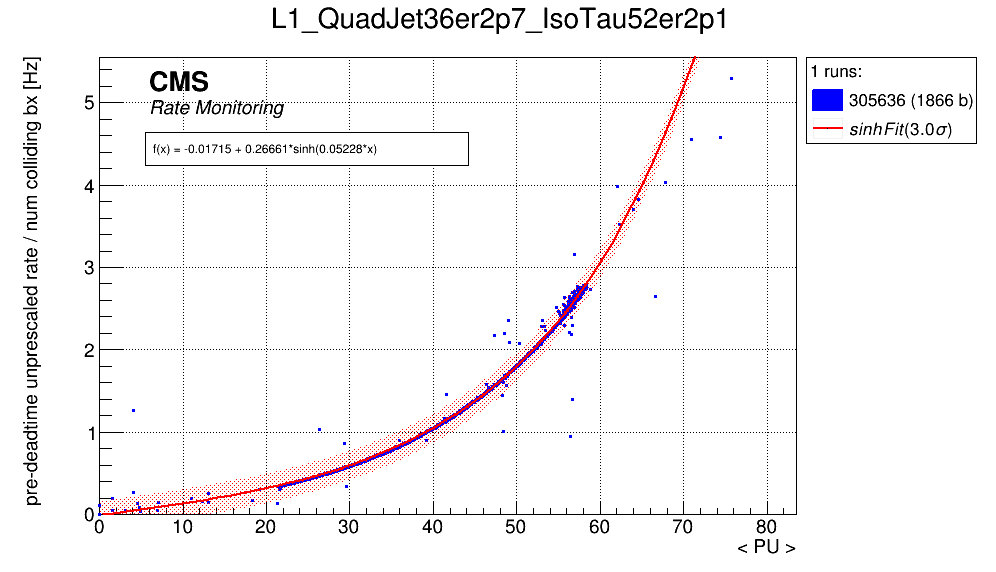 L1_QuadJet36er2p7_IsoTau52er2p1
pre-deadtime unprescaled rate / num colliding bx [Hz]
CMS
Rate Monitoring
f(x) = -0.01715 + 0.26661*sinh(0.05228*x)
1 runs:
305636 (1866 b)
sinhFit(3.0σ)
5
4
3
2
1
0
0 10 20 30 40 50 60 70 80
< PU >